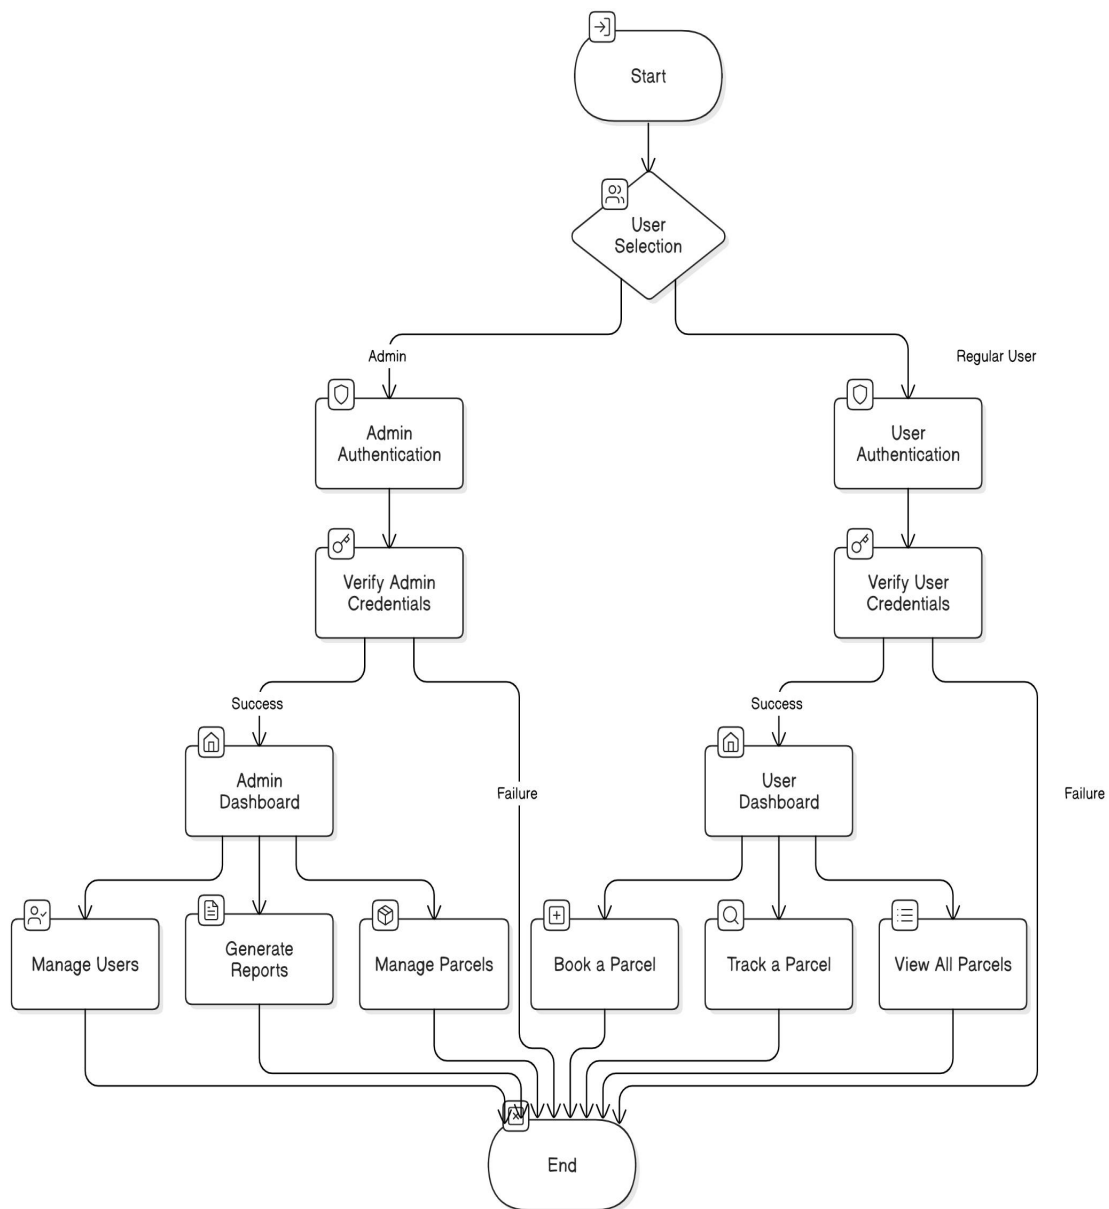 Start
User
Selection
Admin
Regular User
Admin
Authentication
User
Authentication
Verify Admin
Credentials
Verify User
Credentials
Success
Success
Admin
Dashboard
Failure
User
Dashboard
Failure
Manage Users
Generate
Reports
Manage Parcels
Book a Parcel
Track a Parcel
View All Parcels
End